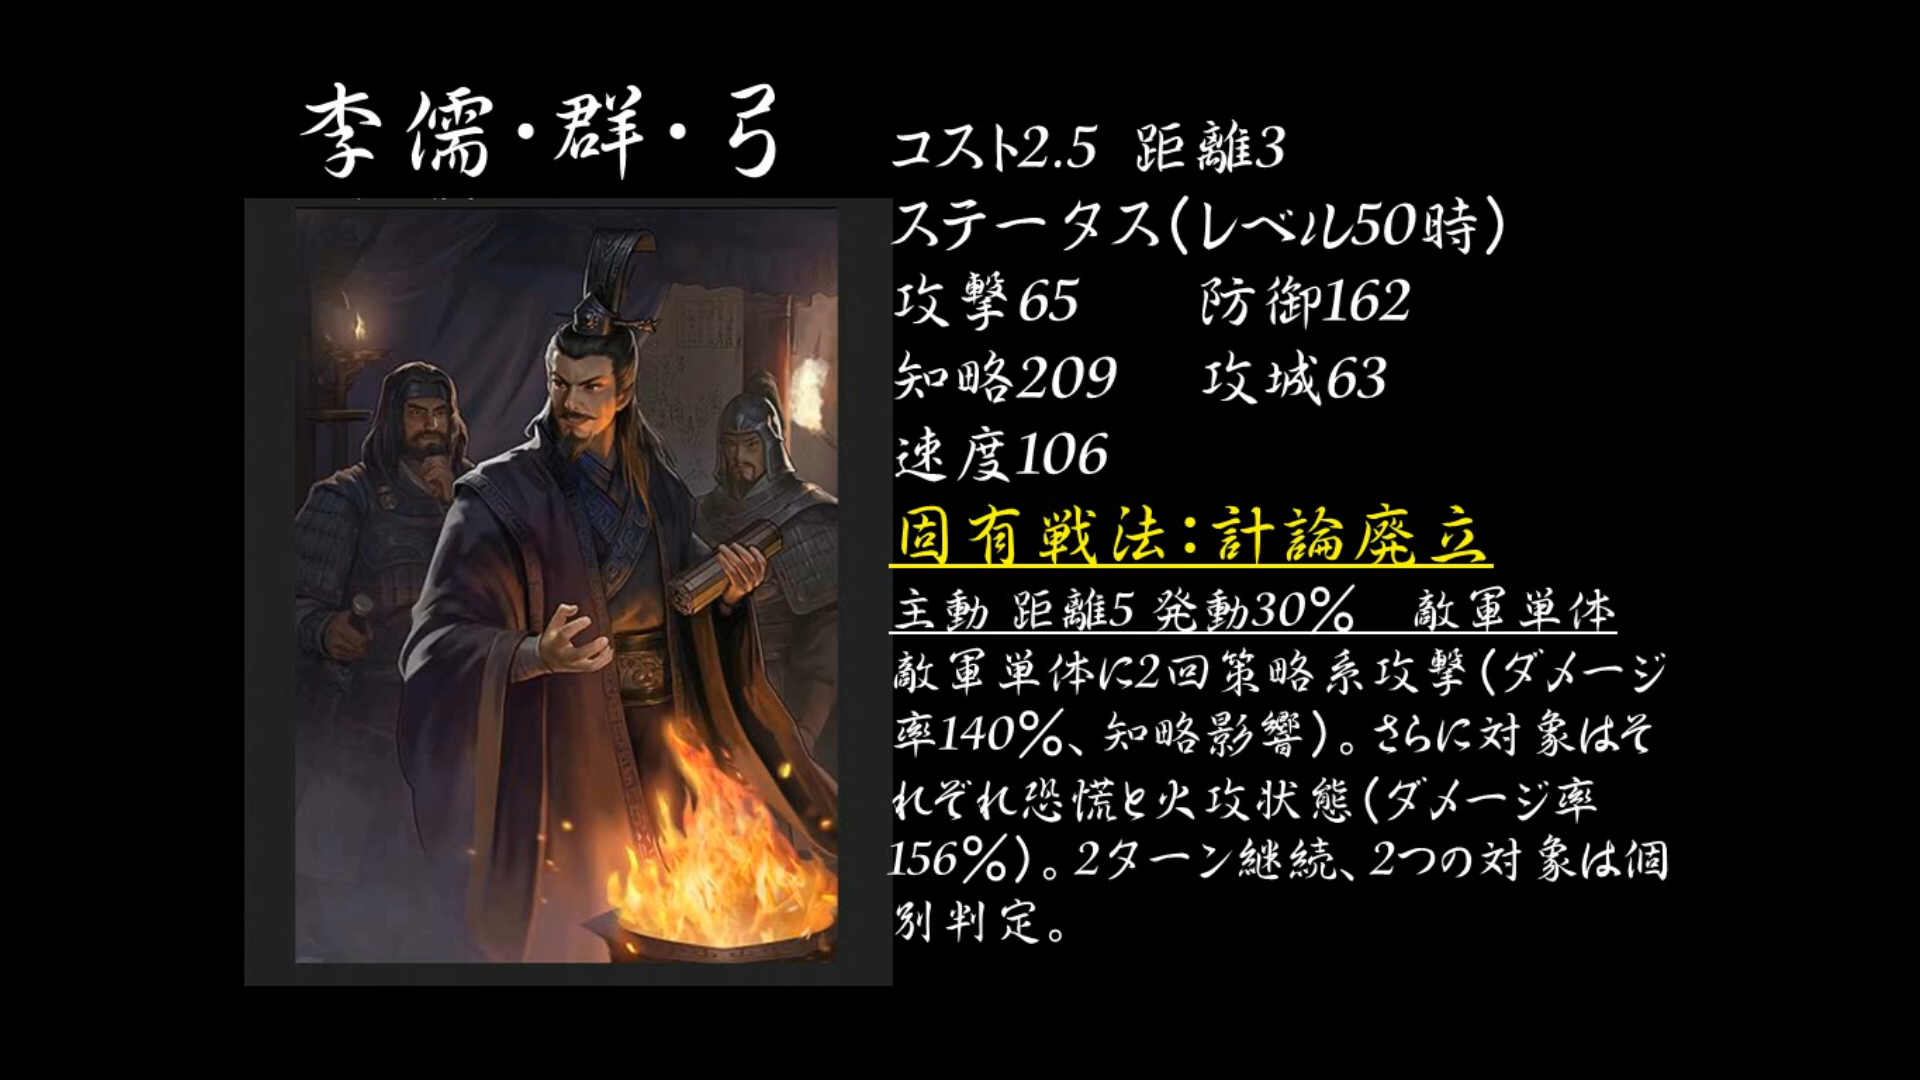 李儒・群・弓
コスト2.5 距離3
ステータス(レベル50時)
攻撃65 防御162
知略209 攻城63
速度106
固有戦法:計論廃立
主動 距離5 発動30% 敵軍単体
敵軍単体に2回策略系攻撃(ダメージ
率140%、知略影響)。さらに対象はそ
れぞれ恐慌と火攻状態(ダメージ率
156%)。2ターン継続、2つの対象は個
別判定。